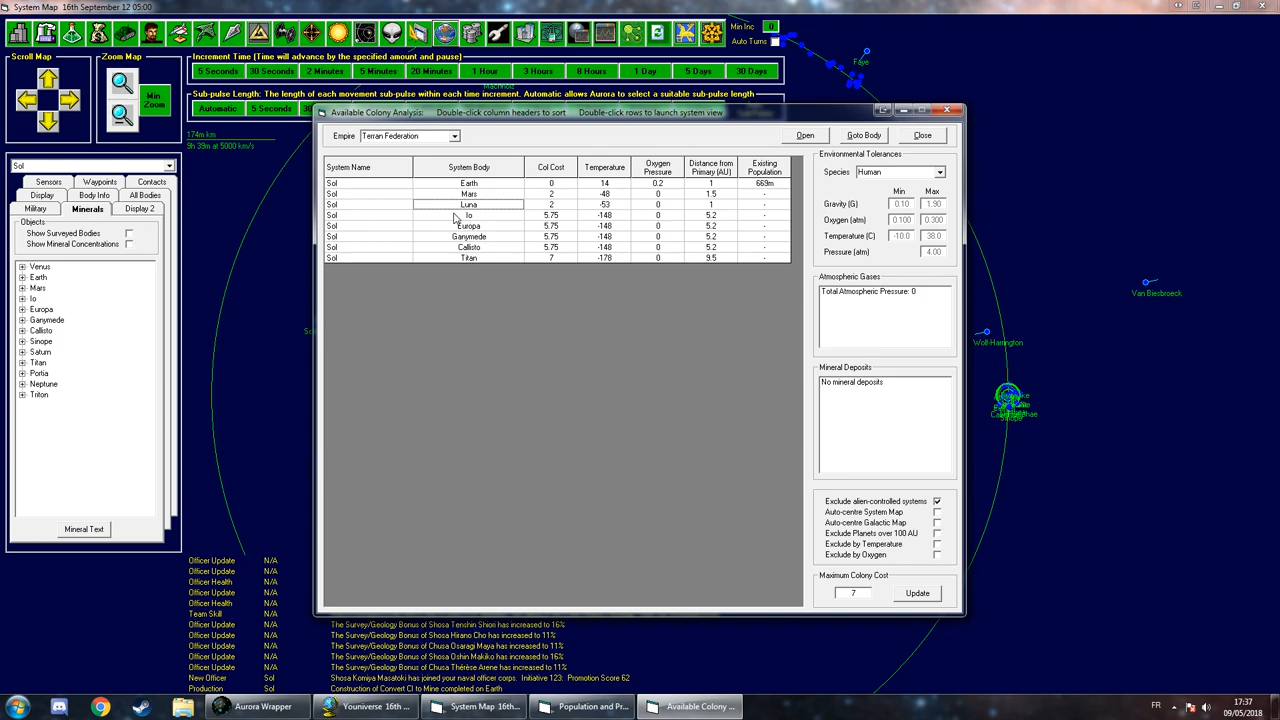 System Map 16th September 12 05:00
Min Inc 0
Auto Turns
Scroll Map
Zoom Map
Min
Zoom
Increment Time (Time will advance by the specified amount and pause)
5 Seconds 30 Seconds 2 Minutes 5 Minutes 20 Minutes 1 Hour 3 Hours 8 Hours 1 Day 5 Days 30 Days
Machholz
Sub-pulse Length: The length of each movement sub-pulse within each time increment. Automatic allows Aurora to select a suitable sub-pulse length
Automatic 5 Seconds
174m km
9h 39m at 5000 km/s
Faye
Van Biesbroeck
Wolf-Harrington
Sol
Sensors Waypoints Contacts
Display Body Info All Bodies
Military Minerals Display 2
Objects
Show Surveyed Bodies
Show Mineral Concentrations
Venus
Earth
Mars
Io
Europa
Ganymede
Callisto
Sinope
Saturn
Titan
Portia
Neptune
Triton
Mineral Text
Available Colony Analysis: Double-click column headers to sort Double-click rows to launch system view
Empire Terran Federation
Open Goto Body Close
System Name System Body Col Cost Temperature Oxygen Pressure Distance from Primary (AU) Existing Population
Sol Earth 0 14 0.2 1 669m
Sol Mars 2 -48 0 1.5 -
Sol Luna 2 -53 0 1 -
Sol Io 5.75 -148 0 5.2 -
Sol Europa 5.75 -148 0 5.2 -
Sol Ganymede 5.75 -148 0 5.2 -
Sol Callisto 5.75 -148 0 5.2 -
Sol Titan 7 -178 0 9.5 -
Environmental Tolerances
Species Human
Min Max
Gravity (G) 0.10 1.90
Oxygen (atm) 0.100 0.300
Temperature (C) -10.0 38.0
Pressure (atm) 4.00
Atmospheric Gases
Total Atmospheric Pressure: 0
Mineral Deposits
No mineral deposits
Exclude alien-controlled systems
Auto-centre System Map
Auto-centre Galactic Map
Exclude Planets over 100 AU
Exclude by Temperature
Exclude by Oxygen
Maximum Colony Cost
7 Update
Officer Update N/A
Officer Update N/A
Officer Health N/A
Officer Update N/A
Officer Health N/A
Team Skill N/A
Officer Update N/A The Survey/Geology Bonus of Shosa Tenshin Shiori has increased to 16%
Officer Update N/A The Survey/Geology Bonus of Shosa Hirano Cho has increased to 11%
Officer Update N/A The Survey/Geology Bonus of Chusa Osaragi Maya has increased to 11%
Officer Update N/A The Survey/Geology Bonus of Shosa Oshin Makiko has increased to 16%
Officer Update N/A The Survey/Geology Bonus of Chusa Thérèse Arene has increased to 11%
New Officer Sol Shosa Komiya Masatoki has joined your naval officer corps. Initiative 123; Promotion Score 62
Production Sol Construction of Convert CI to Mine completed on Earth
Aurora Wrapper Youniverse 16th ... System Map 16th... Population and Pr... Available Colony ...
FR
17:37
09/05/2018